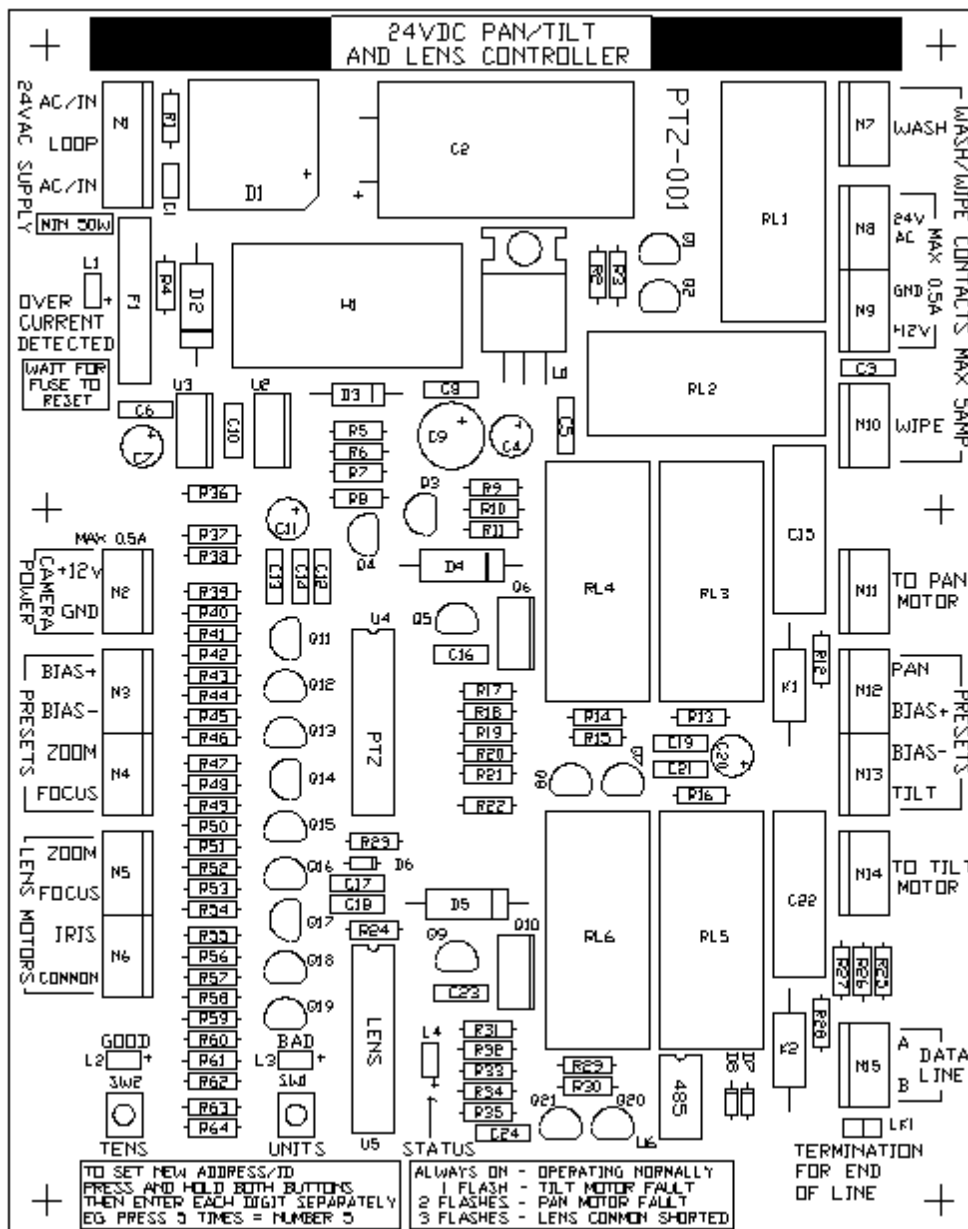 24VDC PAN/TILT
AND LENS CONTROLLER
24VAC SUPPLY
AC/IN
LOOP
AC/IN
MIN 50W
N1
R1
C1
D1
C2
PTZ-001
RL1
N7
WASH
WASH/WIPE CONTACTS MAX 5AMP
N8
24V
AC
MAX 0.5A
N9
GND
+12V
C3
N10
WIPE
L1
OVER
CURRENT
DETECTED
WAIT FOR
FUSE TO
RESET
F1
R4
D2
R2
R3
Q2
RL2
U3
U2
D3
C8
C6
C7
C10
R5
R6
R7
R8
C9
C4
C5
R36
C11
Q4
Q3
R9
R10
R11
C15
MAX 0.5A
CAMERA
POWER
+12V
GND
N2
R37
R38
R39
R40
R41
R42
C13
C14
C12
D4
Q6
Q5
C16
RL4
RL3
N11
TO PAN
MOTOR
U4
Q11
R12
K1
PRESETS
BIAS+
BIAS-
N3
ZOOM
FOCUS
N4
R43
R44
R45
R46
R47
R48
R49
R50
Q12
Q13
Q14
Q15
PTZ
R17
R18
R19
R20
R21
R22
R14
R15
R13
C19
C21
C20
R16
Q8
Q7
N12
PAN
BIAS+
PRESETS
N13
BIAS-
TILT
LENS MOTORS
ZOOM
FOCUS
N5
IRIS
COMMON
N6
R51
R52
R53
R54
R55
R56
R57
R58
R59
R60
R61
R62
R63
R64
Q16
Q17
Q18
Q19
R23
D6
C17
C18
R24
D5
Q9
Q10
C23
RL6
RL5
C22
N14
TO TILT
MOTOR
R27
R26
R25
R28
K2
GOOD
L2
SW2
TENS
BAD
L3
SW1
UNITS
LENS
U5
L4
STATUS
R31
R32
R33
R34
R35
C24
R29
R30
Q21
Q20
485
U6
D8
D7
N15
A
B
DATA
LINE
LK1
TERMINATION
FOR END
OF LINE
TO SET NEW ADDRESS/ID
PRESS AND HOLD BOTH BUTTONS
THEN ENTER EACH DIGIT SEPARATELY
EG PRESS 5 TIMES = NUMBER 5
ALWAYS ON - OPERATING NORMALLY
1 FLASH - TILT MOTOR FAULT
2 FLASHES - PAN MOTOR FAULT
3 FLASHES - LENS COMMON SHORTED